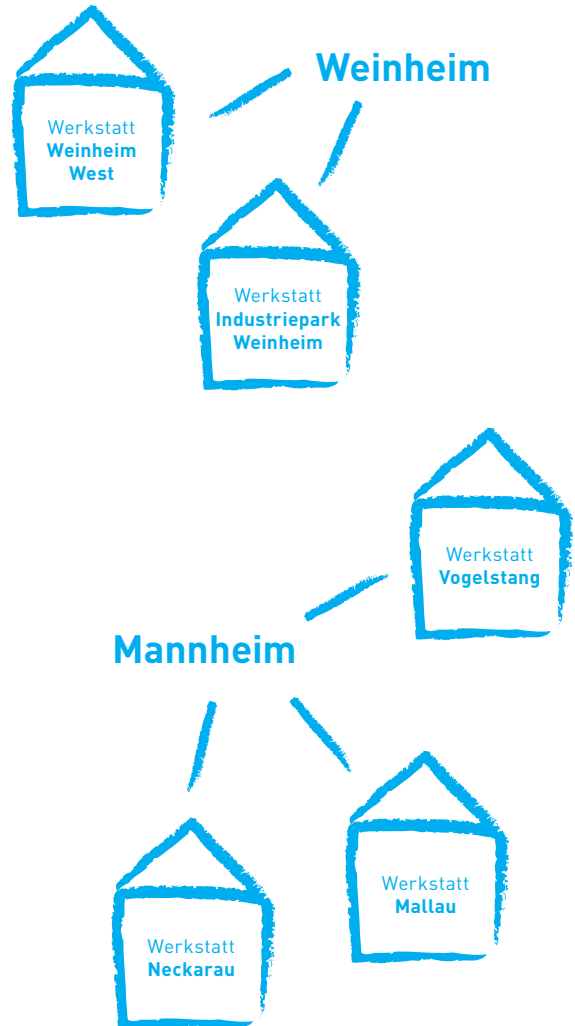 Weinheim
Werkstatt
Weinheim
West
Werkstatt
Industriepark
Weinheim
Werkstatt
Vogelstang
Mannheim
Werkstatt
Mallau
Werkstatt
Neckarau